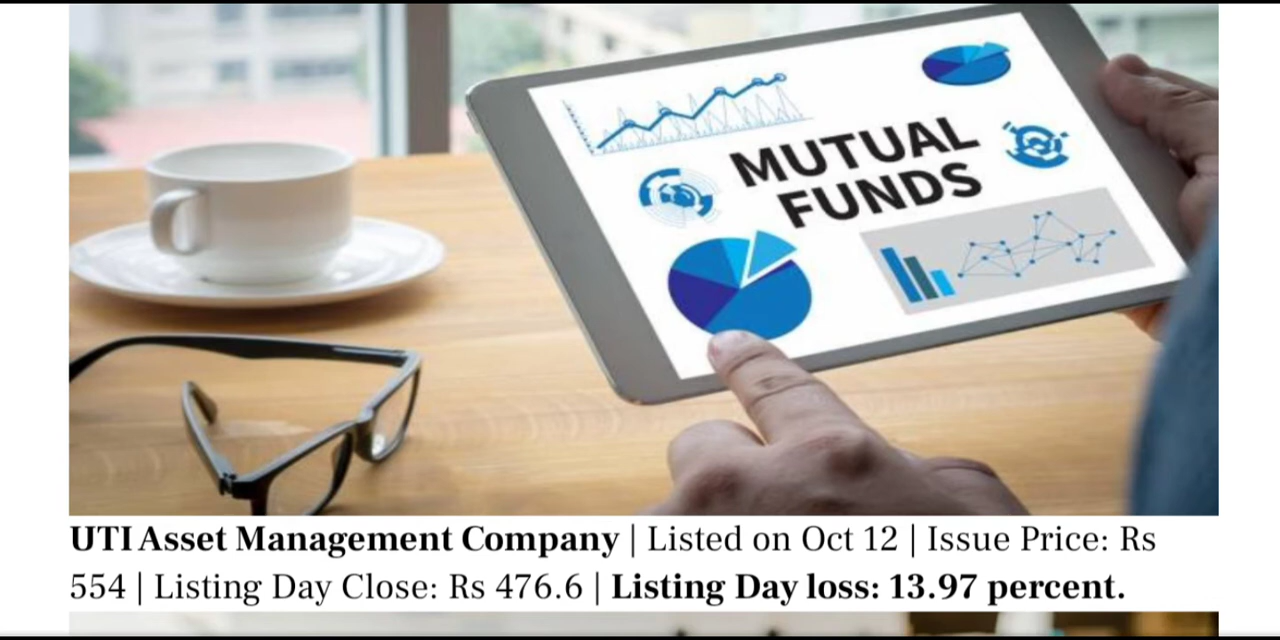 MUTUAL
FUNDS
UTI Asset Management Company | Listed on Oct 12 | Issue Price: Rs
554 | Listing Day Close: Rs 476.6 | Listing Day loss: 13.97 percent.